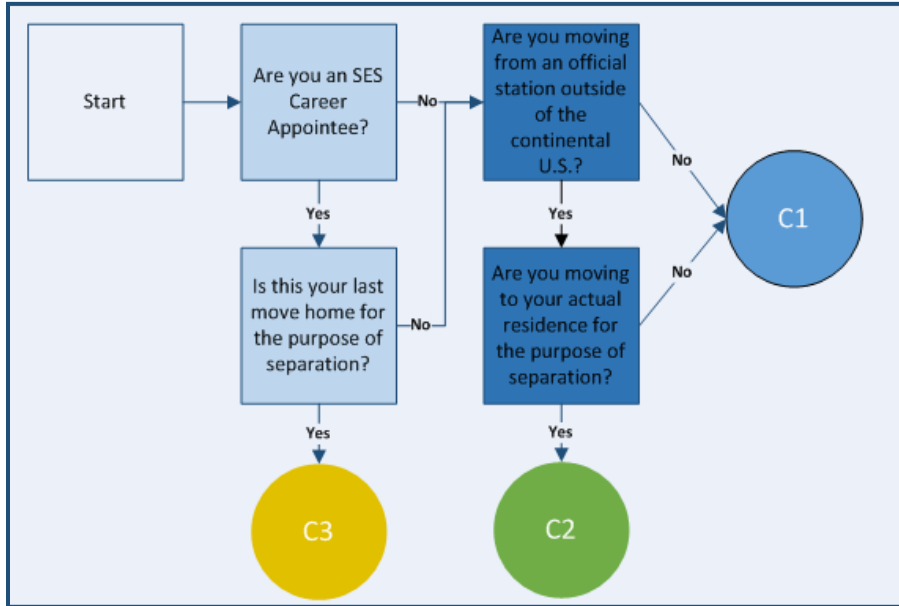 Start
Are you an SES
Career
Appointee?
No
Are you moving
from an official
station outside
of the
continental
U.S.?
No
C1
Yes
Yes
Is this your last
move home for
the purpose of
separation?
No
Are you moving
to your actual
residence for
the purpose of
separation?
No
Yes
Yes
C3
C2